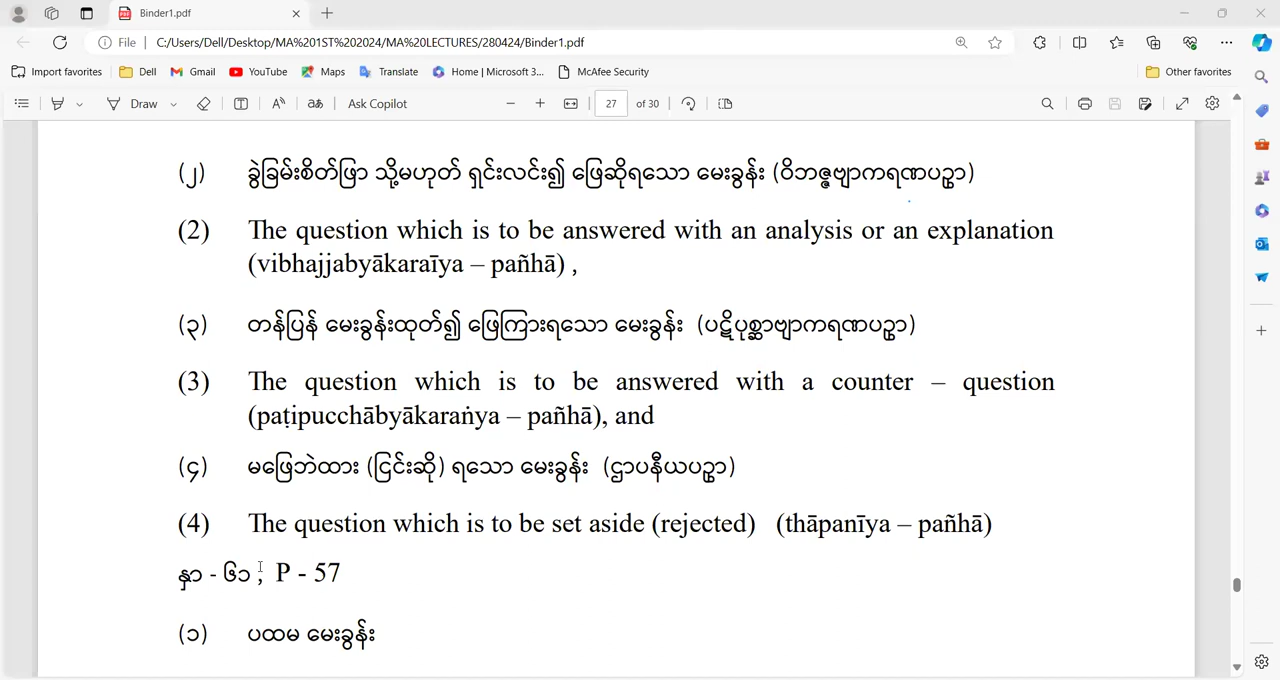 Binder1.pdf
File
C:/Users/Dell/Desktop/MA%201ST%202024/MA%20LECTURES/280424/Binder1.pdf
Import favorites Dell Gmail YouTube Maps Translate Home | Microsoft 3... McAfee Security Other favorites
Draw aあ Ask Copilot 27 of 30
(၂) ခွဲခြမ်းစိတ်ဖြာ သို့မဟုတ် ရှင်းလင်း၍ ဖြေဆိုရသော မေးခွန်း (ဝိဘဇ္ဇဗျာကရဏပဉှာ)
(2) The question which is to be answered with an analysis or an explanation
(vibhajjabyākaraīya – pañhā) ,
(၃) တန်ပြန် မေးခွန်းထုတ်၍ ဖြေကြားရသော မေးခွန်း (ပဋိပုစ္ဆာဗျာကရဏပဉှာ)
(3) The question which is to be answered with a counter – question
(paṭipucchābyākaraṅya – pañhā), and
(၄) မဖြေဘဲထား (ငြင်းဆို) ရသော မေးခွန်း (ဌာပနီယပဉှာ)
(4) The question which is to be set aside (rejected) (thāpanīya – pañhā)
နှာ - ၆၁ , P - 57
(၁) ပထမ မေးခွန်း